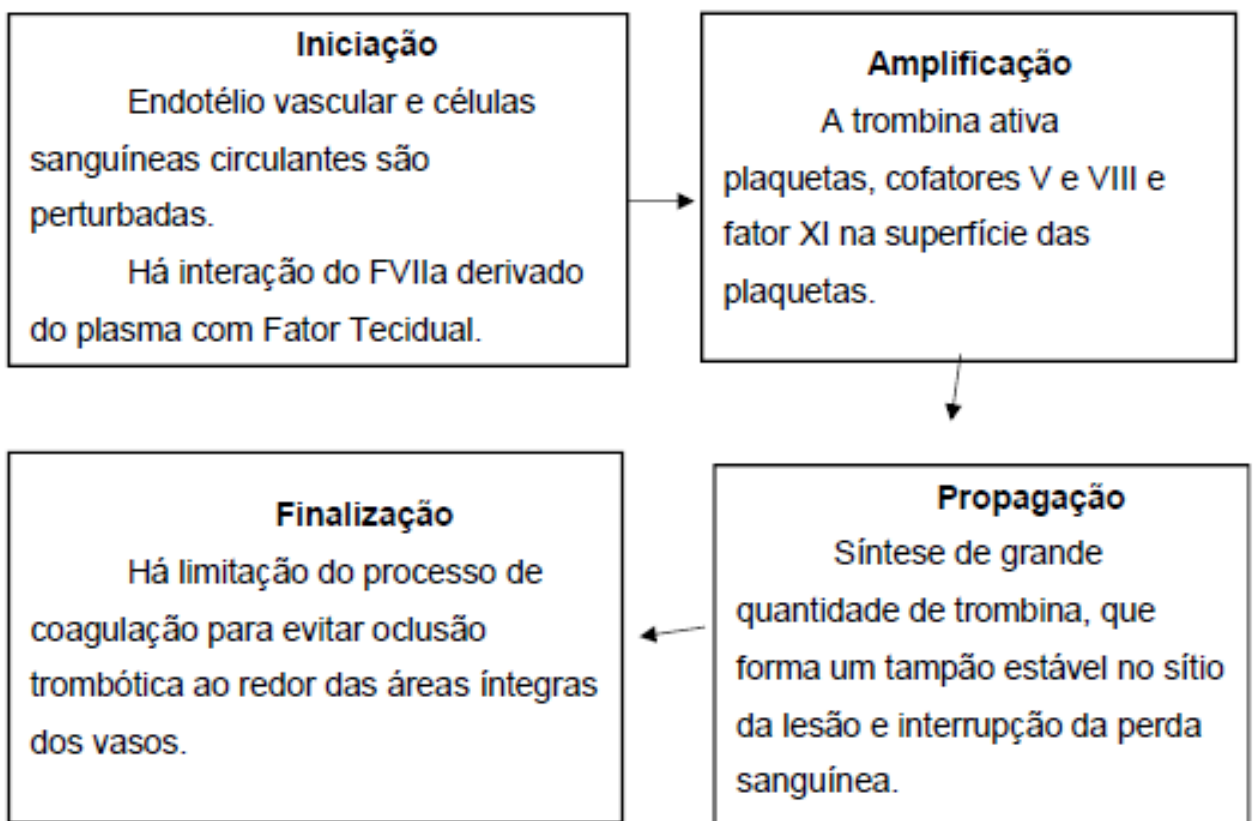 Iniciação
Endotélio vascular e células
sanguíneas circulantes são
perturbadas.
Há interação do FVIIa derivado
do plasma com Fator Tecidual.
Amplificação
A trombina ativa
plaquetas, cofatores V e VIII e
fator XI na superfície das
plaquetas.
Propagação
Síntese de grande
quantidade de trombina, que
forma um tampão estável no sítio
da lesão e interrupção da perda
sanguínea.
Finalização
Há limitação do processo de
coagulação para evitar oclusão
trombótica ao redor das áreas íntegras
dos vasos.